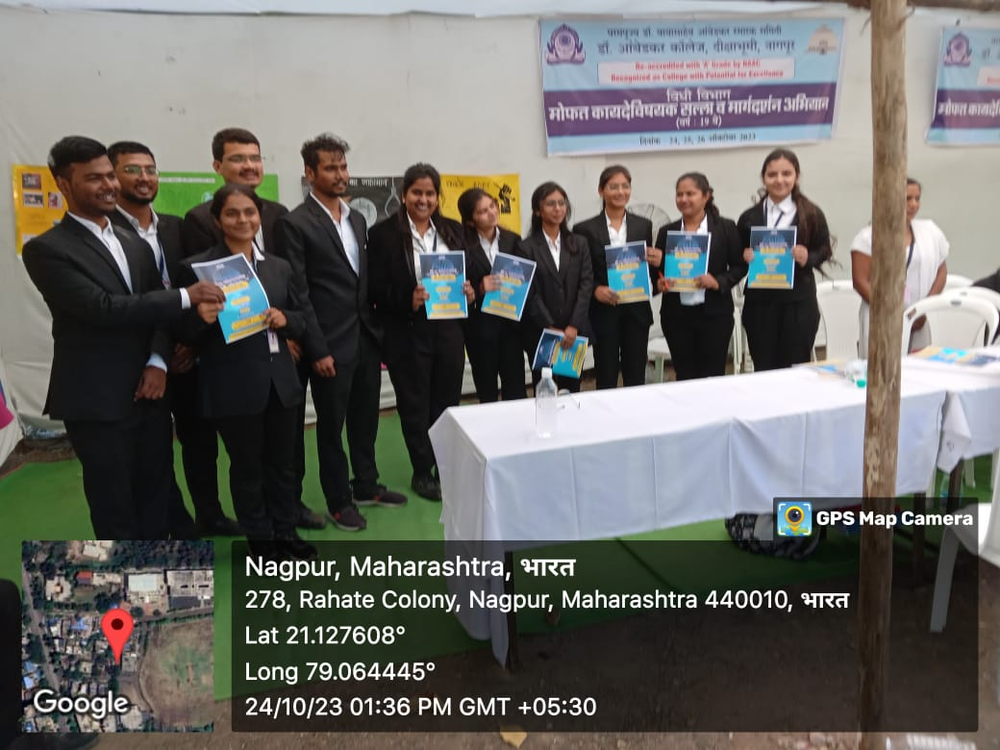 परमपूज्य डॉ. बाबासाहेब आंबेडकर स्मारक समिती
डॉ. आंबेडकर कॉलेज, दीक्षाभूमी, नागपूर
Re-accredited with 'A' Grade by NAAC
Recognized as College with Potential for Excellence
विधी विभाग
मोफत कायदेविषयक सल्ला व मार्गदर्शन अभियान
(वर्ष : 19 वे)
दिनांक : 24, 25, 26 ऑक्टोबर 2023
मोफत कायदेवि
GPS Map Camera
Nagpur, Maharashtra, भारत
278, Rahate Colony, Nagpur, Maharashtra 440010, भारत
Lat 21.127608°
Long 79.064445°
24/10/23 01:36 PM GMT +05:30
Google